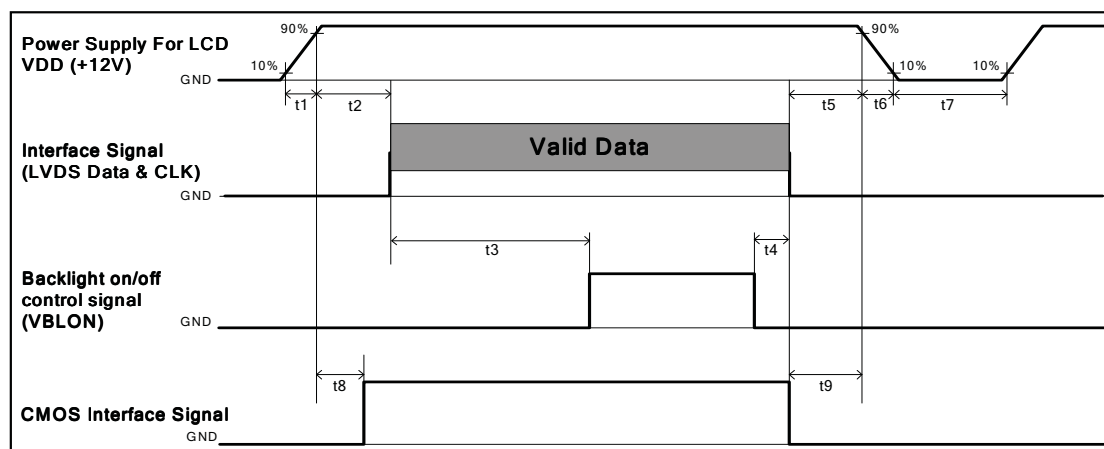 Power Supply For LCD
VDD (+12V)
90%
10%
GND
90%
10%
10%
t1
t2
t5
t6
t7
Interface Signal
(LVDS Data & CLK)
Valid Data
GND
t3
t4
Backlight on/off
control signal
(VBLON)
GND
t8
t9
CMOS Interface Signal
GND